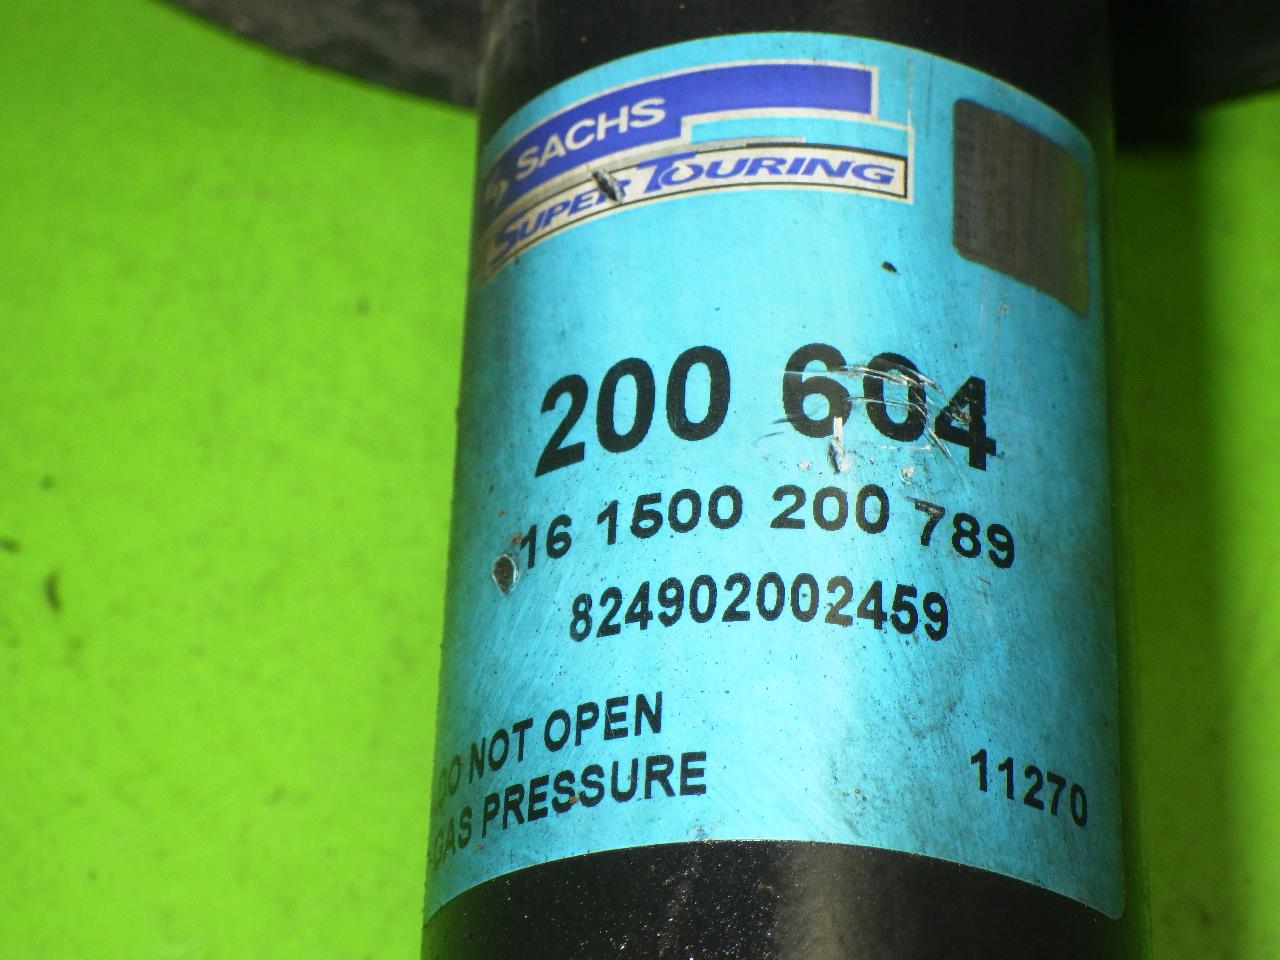 SACHS
SUPER TOURING
200 604
16 1500 200 789
824902002459
DO NOT OPEN
GAS PRESSURE
11270